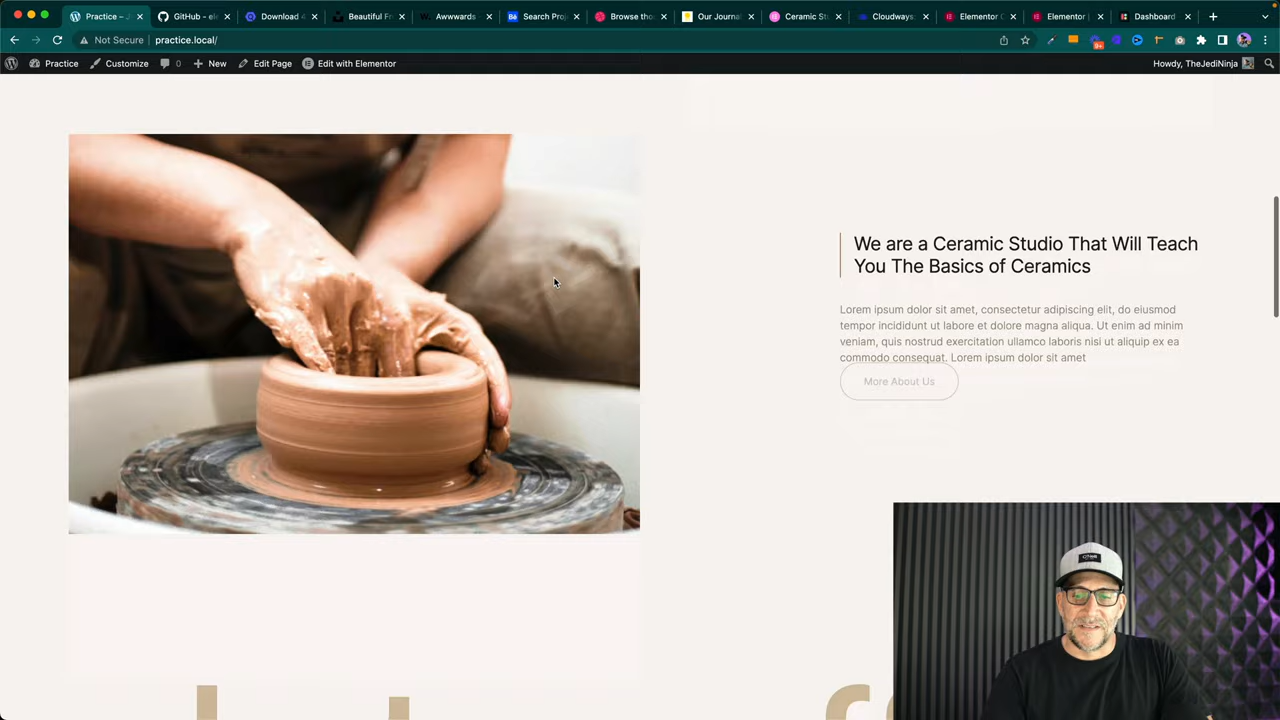 Practice – J
GitHub - el
Download 4
Beautiful Fr
Awwwards
Search Proj
Browse tho
Our Journal
Ceramic Stu
Cloudways
Elementor C
Elementor
Dashboard
Not Secure practice.local/
Practice Customize 0 New Edit Page Edit with Elementor Howdy, TheJediNinja
We are a Ceramic Studio That Will Teach
You The Basics of Ceramics
Lorem ipsum dolor sit amet, consectetur adipiscing elit, do eiusmod
tempor incididunt ut labore et dolore magna aliqua. Ut enim ad minim
veniam, quis nostrud exercitation ullamco laboris nisi ut aliquip ex ea
commodo consequat. Lorem ipsum dolor sit amet
More About Us